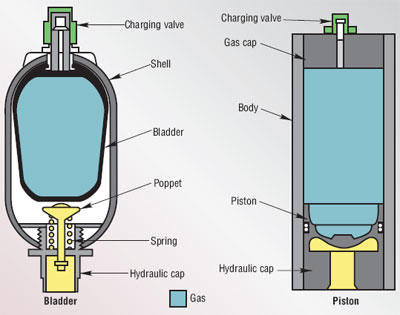 Charging valve
Shell
Bladder
Poppet
Spring
Hydraulic cap
Bladder
Gas
Charging valve
Gas cap
Body
Piston
Hydraulic cap
Piston